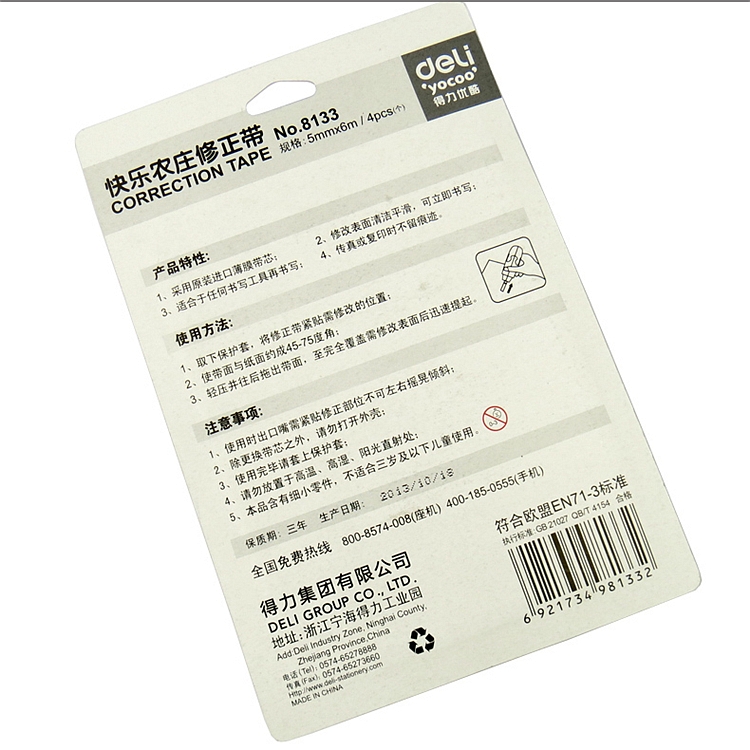 deli
yocoo
得力优酷
快乐农庄修正带 No.8133
CORRECTION TAPE 规格: 5mmx6m / 4pcs(个)
产品特性:
1、采用原装进口薄膜带芯; 2、修改表面清洁平滑，可立即书写;
3、适合于任何书写工具再书写; 4、传真或复印时不留痕迹。
使用方法:
1、取下保护套，将修正带紧贴需修改的位置;
2、使带面与纸面约成45-75度角;
3、轻压并往后拖出带面，至完全覆盖需修改表面后迅速提起。
注意事项:
1、使用时出口嘴需紧贴修正部位不可左右摇晃倾斜;
2、除更换带芯之外，请勿打开外壳;
3、使用完毕请套上保护套;
4、请勿放置于高温、高湿、阳光直射处;
5、本品含有细小零件，不适合三岁及以下儿童使用。
0-3
保质期: 三年 生产日期: 2013/10/18
全国免费热线 800-8574-008(座机) 400-185-0555(手机)
符合欧盟EN71-3标准
执行标准: GB 21027 QB/T 4154 合格
6 921734 981332
得力集团有限公司
DELI GROUP CO., LTD.
地址: 浙江宁海得力工业园
Add Deli Industry Zone, Ninghai County,
Zhejiang Province,China
电话(Tel): 0574-65278888
传真(Fax): 0574-65273660
Http://www.deli-stationery.com
MADE IN CHINA